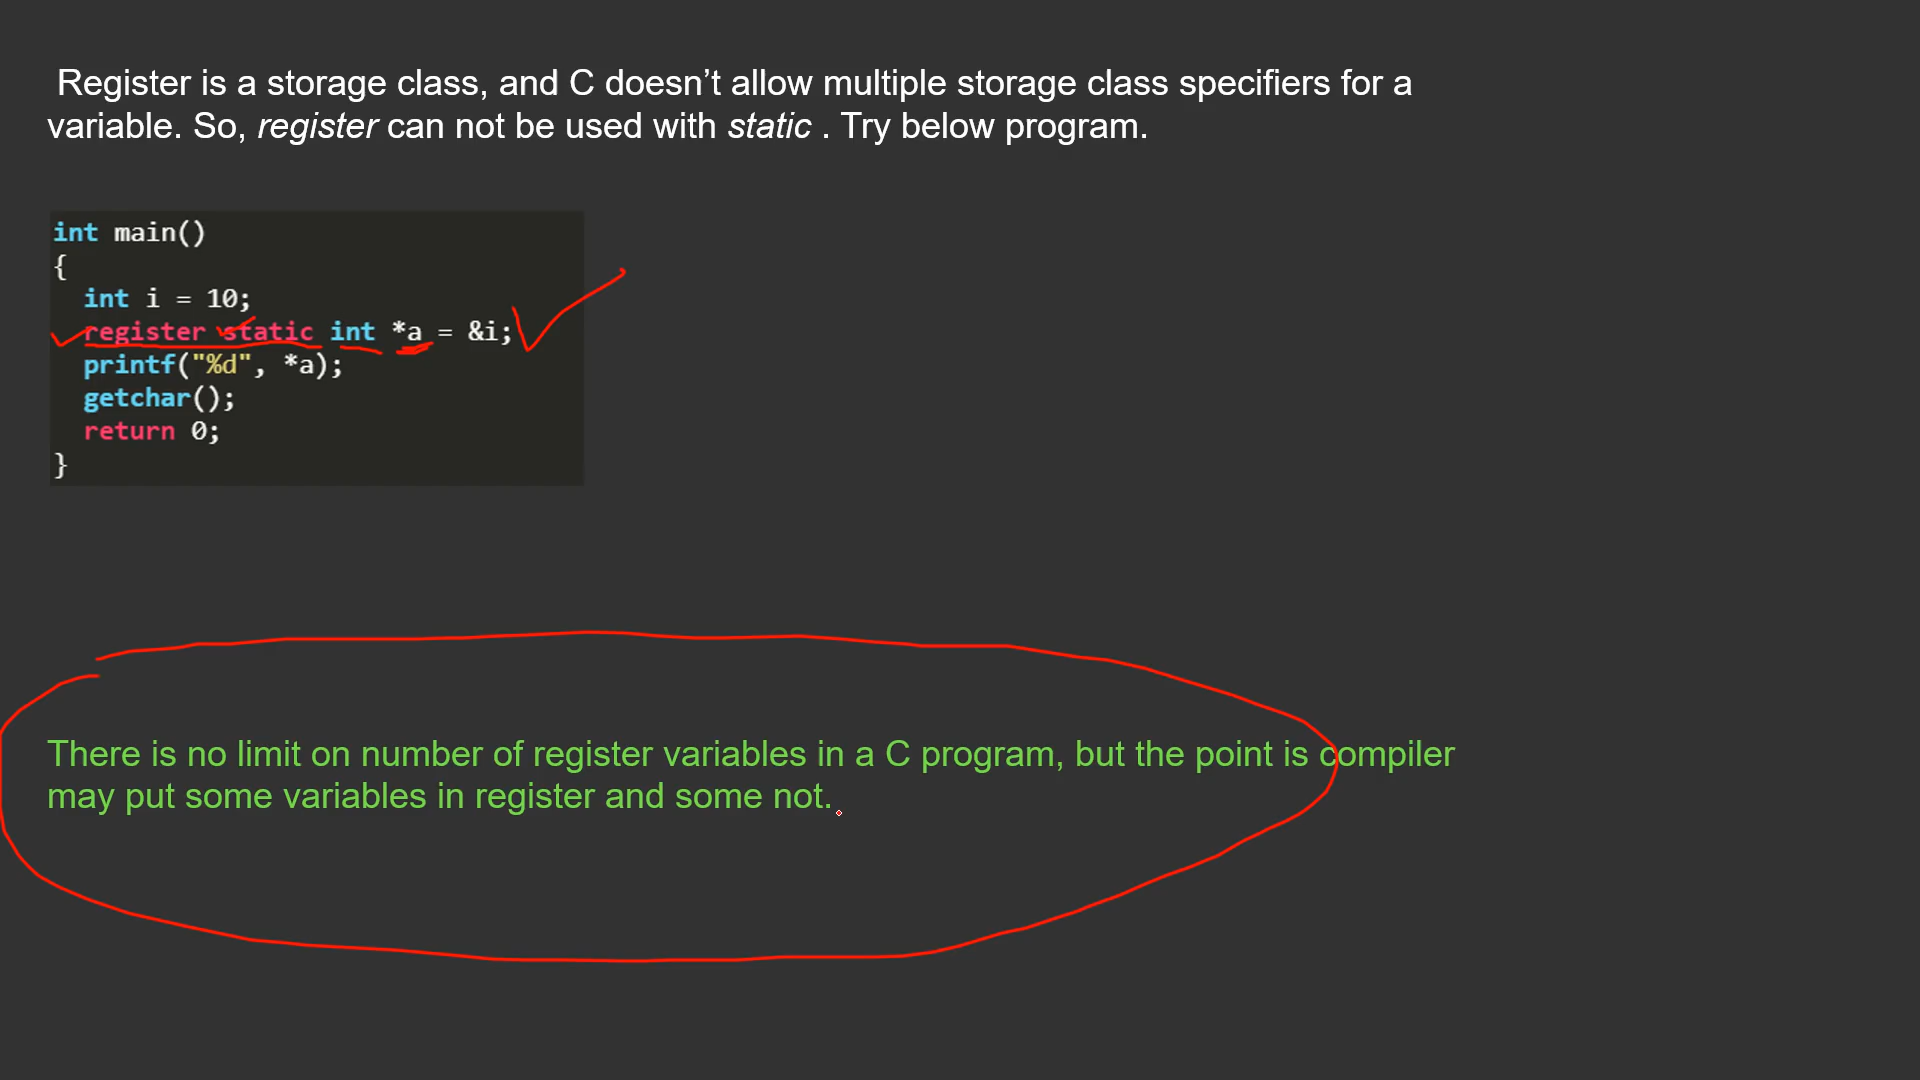 Register is a storage class, and C doesn’t allow multiple storage class specifiers for a
variable. So, register can not be used with static . Try below program.
int main()
{
int i = 10;
register static int *a = &i;
printf("%d", *a);
getchar();
return 0;
}
There is no limit on number of register variables in a C program, but the point is compiler
may put some variables in register and some not.